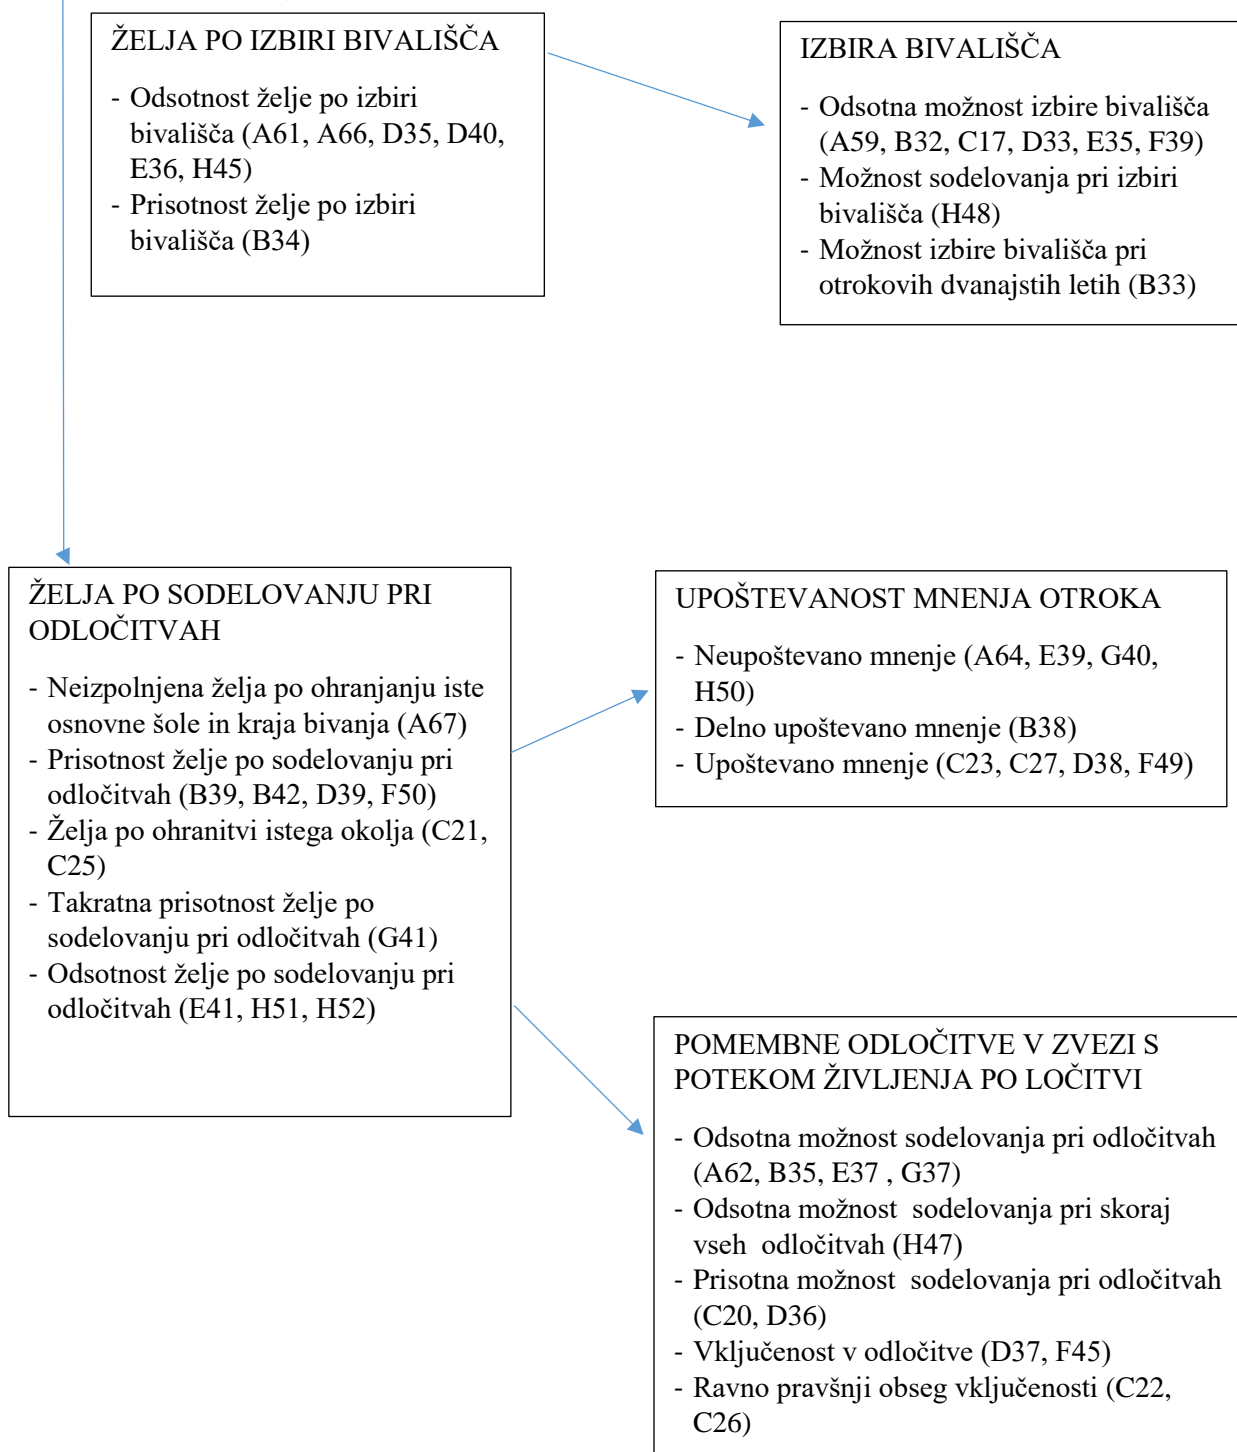 ŽELJA PO IZBIRI BIVALIŠČA
- Odsotnost želje po izbiri
bivališča (A61, A66, D35, D40,
E36, H45)
- Prisotnost želje po izbiri
bivališča (B34)
IZBIRA BIVALIŠČA
- Odsotna možnost izbire bivališča
(A59, B32, C17, D33, E35, F39)
- Možnost sodelovanja pri izbiri
bivališča (H48)
- Možnost izbire bivališča pri
otrokovih dvanajstih letih (B33)
ŽELJA PO SODELOVANJU PRI
ODLOČITVAH
- Neizpolnjena želja po ohranjanju iste
osnovne šole in kraja bivanja (A67)
- Prisotnost želje po sodelovanju pri
odločitvah (B39, B42, D39, F50)
- Želja po ohranitvi istega okolja (C21,
C25)
- Takratna prisotnost želje po
sodelovanju pri odločitvah (G41)
- Odsotnost želje po sodelovanju pri
odločitvah (E41, H51, H52)
UPOŠTEVANOST MNENJA OTROKA
- Neupoštevano mnenje (A64, E39, G40,
H50)
- Delno upoštevano mnenje (B38)
- Upoštevano mnenje (C23, C27, D38, F49)
POMEMBNE ODLOČITVE V ZVEZI S
POTEKOM ŽIVLJENJA PO LOČITVI
- Odsotna možnost sodelovanja pri odločitvah
(A62, B35, E37 , G37)
- Odsotna možnost  sodelovanja pri skoraj
vseh  odločitvah (H47)
- Prisotna možnost  sodelovanja pri odločitvah
(C20, D36)
- Vključenost v odločitve (D37, F45)
- Ravno pravšnji obseg vključenosti (C22,
C26)